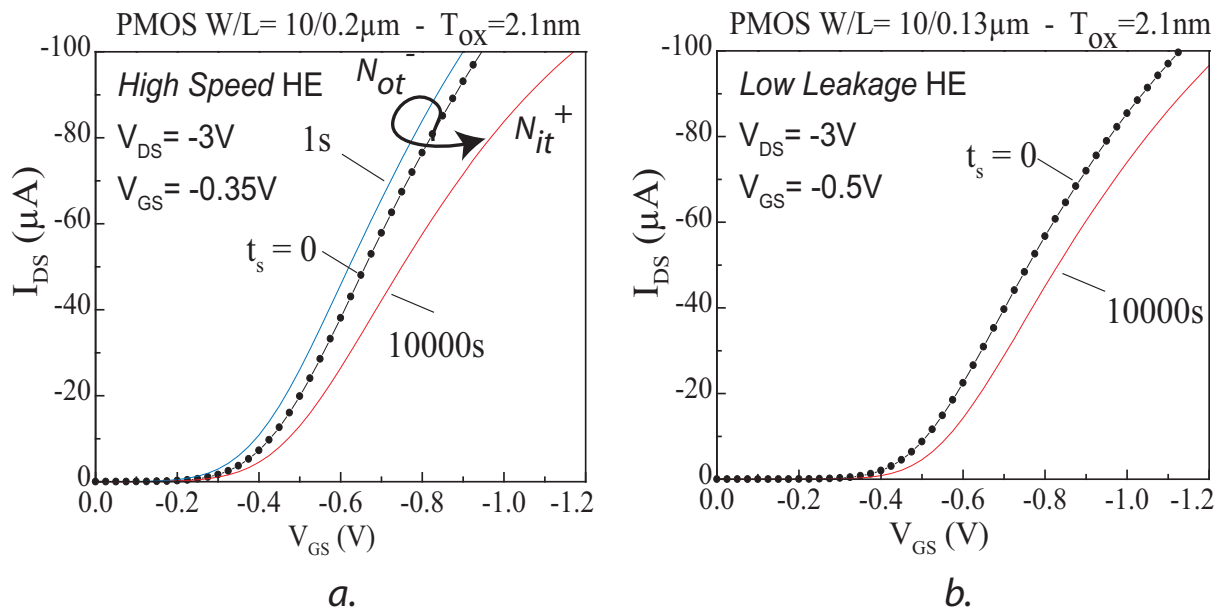 PMOS W/L= 10/0.2µm - Tox=2.1nm
High Speed HE
VDS= -3V
VGS= -0.35V
Not-
Nit+
1s
ts = 0
10000s
IDS (µA)
-100
-80
-60
-40
-20
0
0.0 -0.2 -0.4 -0.6 -0.8 -1.0 -1.2
VGS (V)
a.
PMOS W/L= 10/0.13µm - Tox=2.1nm
Low Leakage HE
VDS= -3V
VGS= -0.5V
ts = 0
10000s
IDS (µA)
-100
-80
-60
-40
-20
0
0.0 -0.2 -0.4 -0.6 -0.8 -1.0 -1.2
VGS (V)
b.